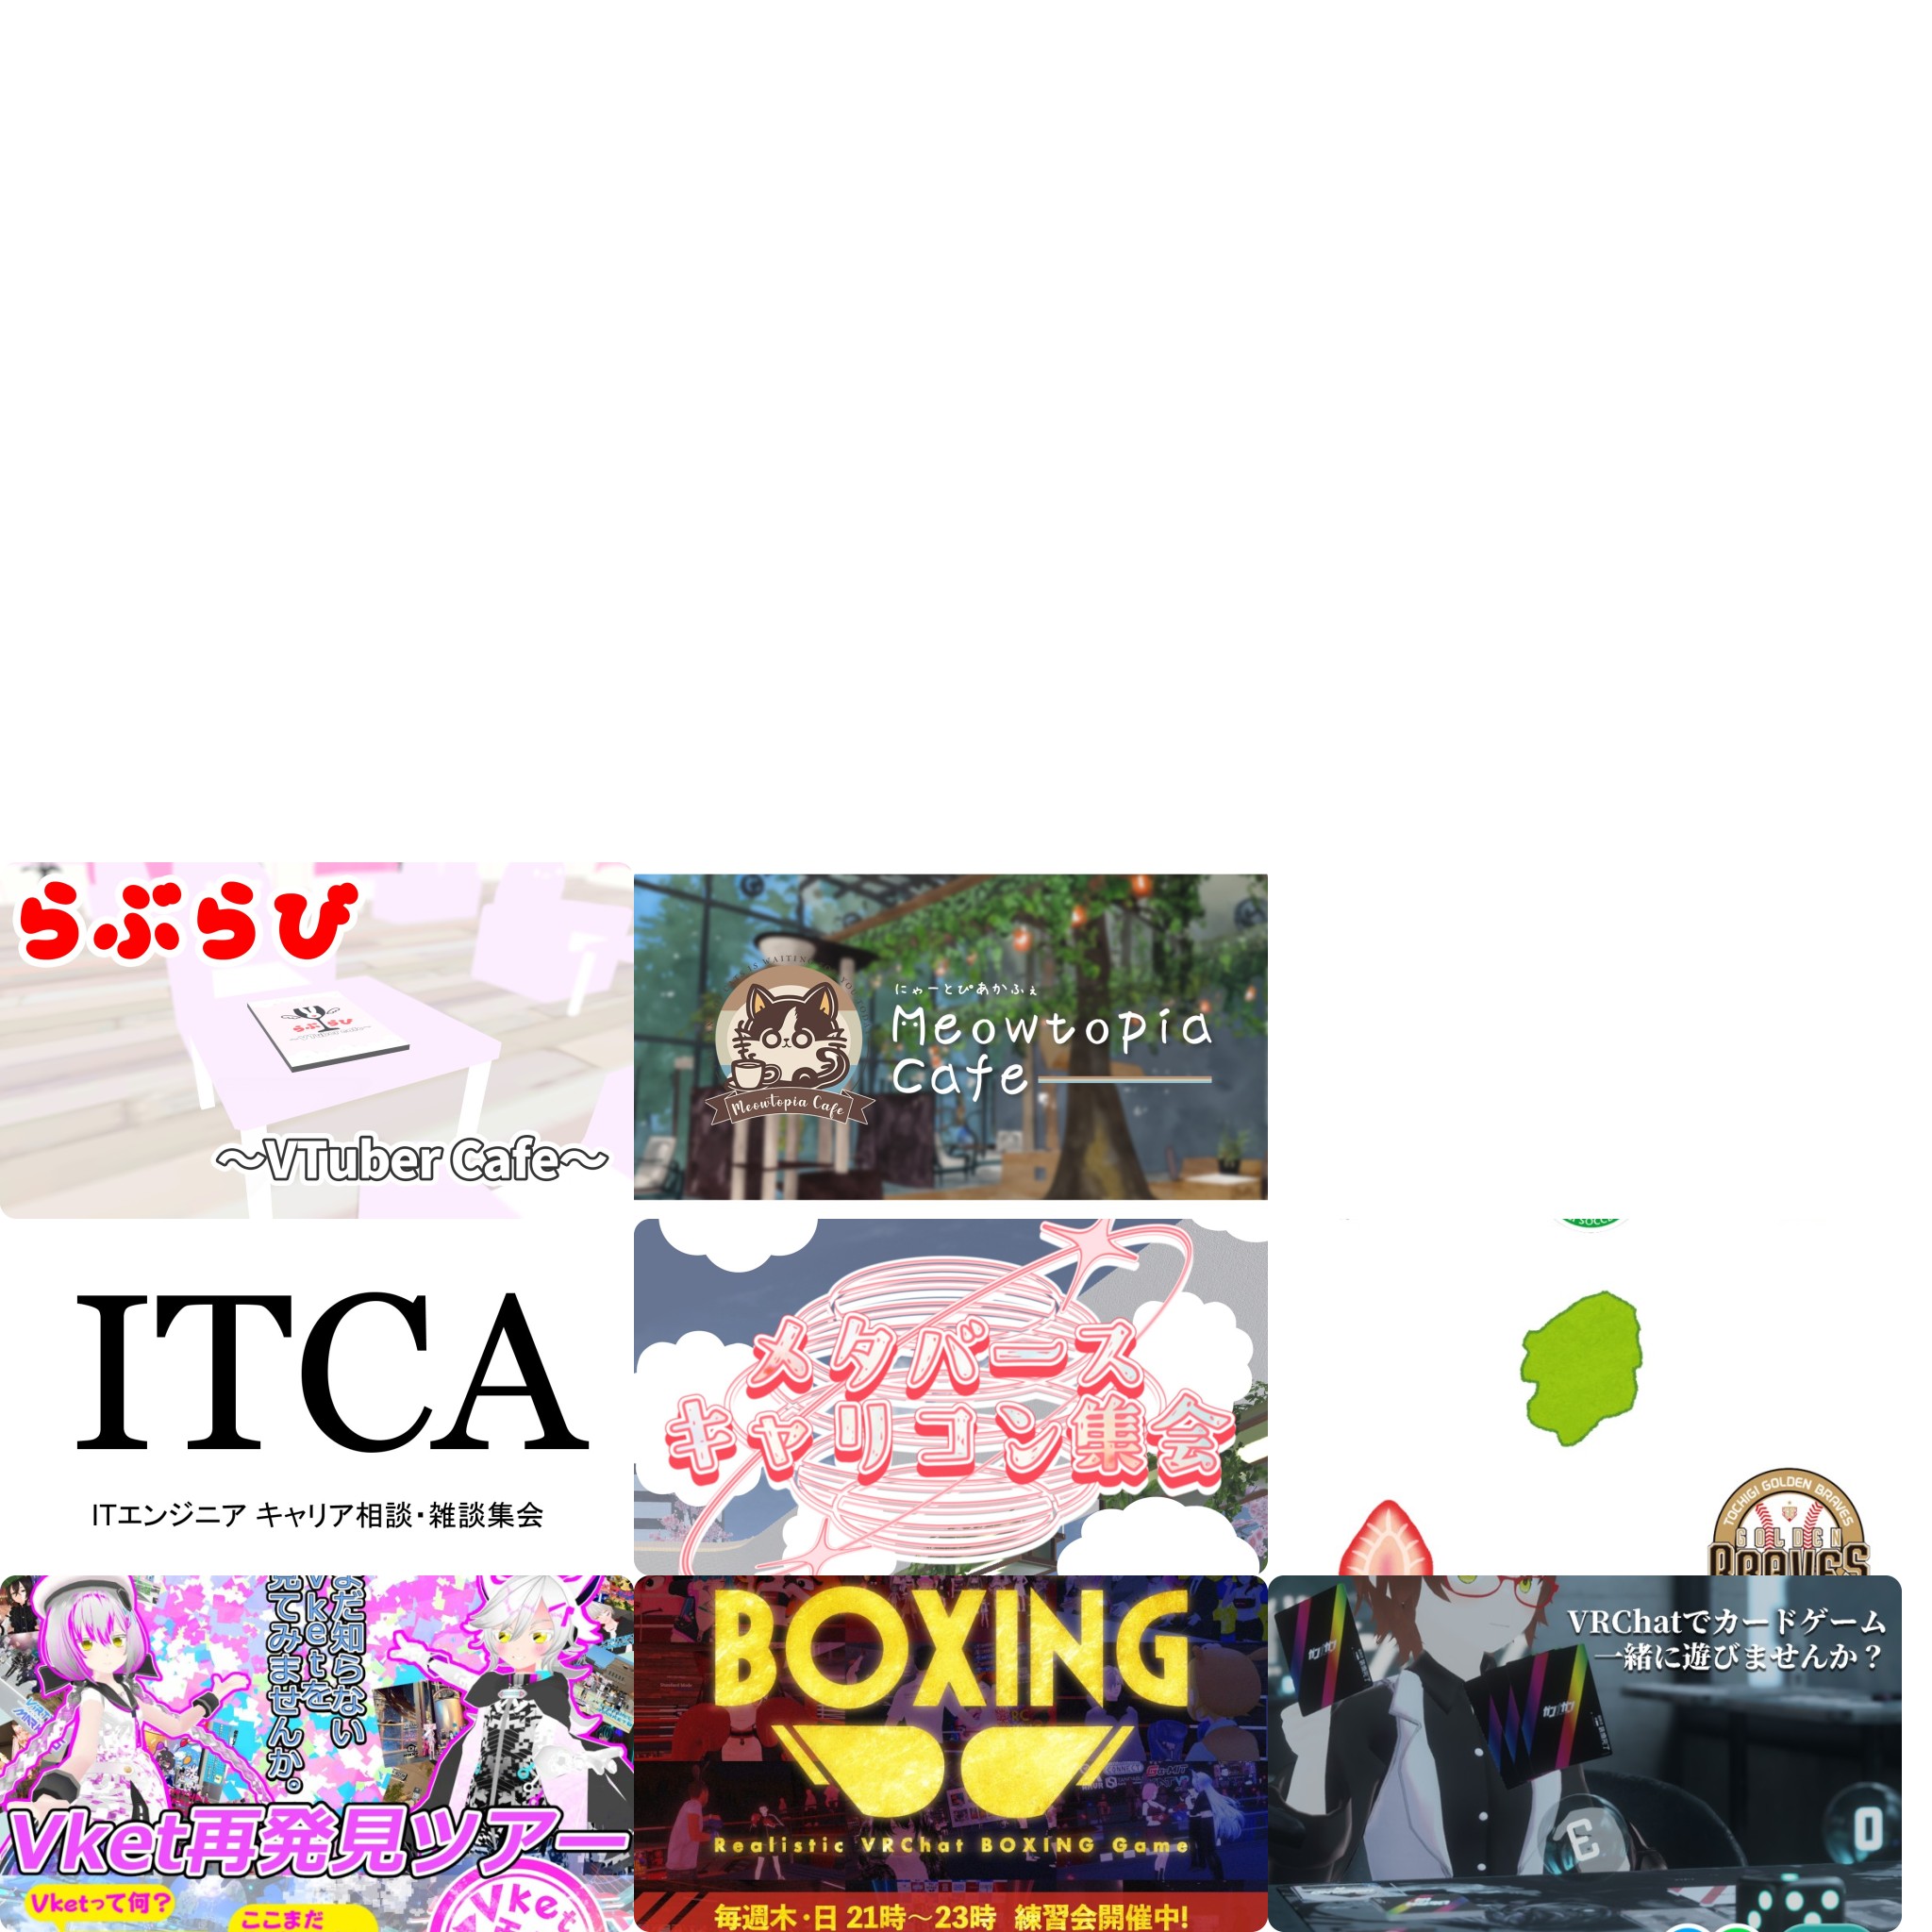 らぶらび
らぶらび
～VTuber Cafe～
にゃーとぴあかふぇ
Meowtopia
Cafe
Meowtopia Cafe
ITCA
ITエンジニア キャリア相談・雑談集会
メタバース
キャリコン集会
TOCHIGI GOLDEN BRAVES
GOLDEN
BRAVES
まだ知らない
Vketを
見てみませんか。
Vket再発見ツアー
Vketって何？
ここまだ
Vket
BOXING
Realistic VRChat BOXING Game
毎週木・日 21時～23時 練習会開催中!
VRChatでカードゲーム
一緒に遊びませんか？
E
O